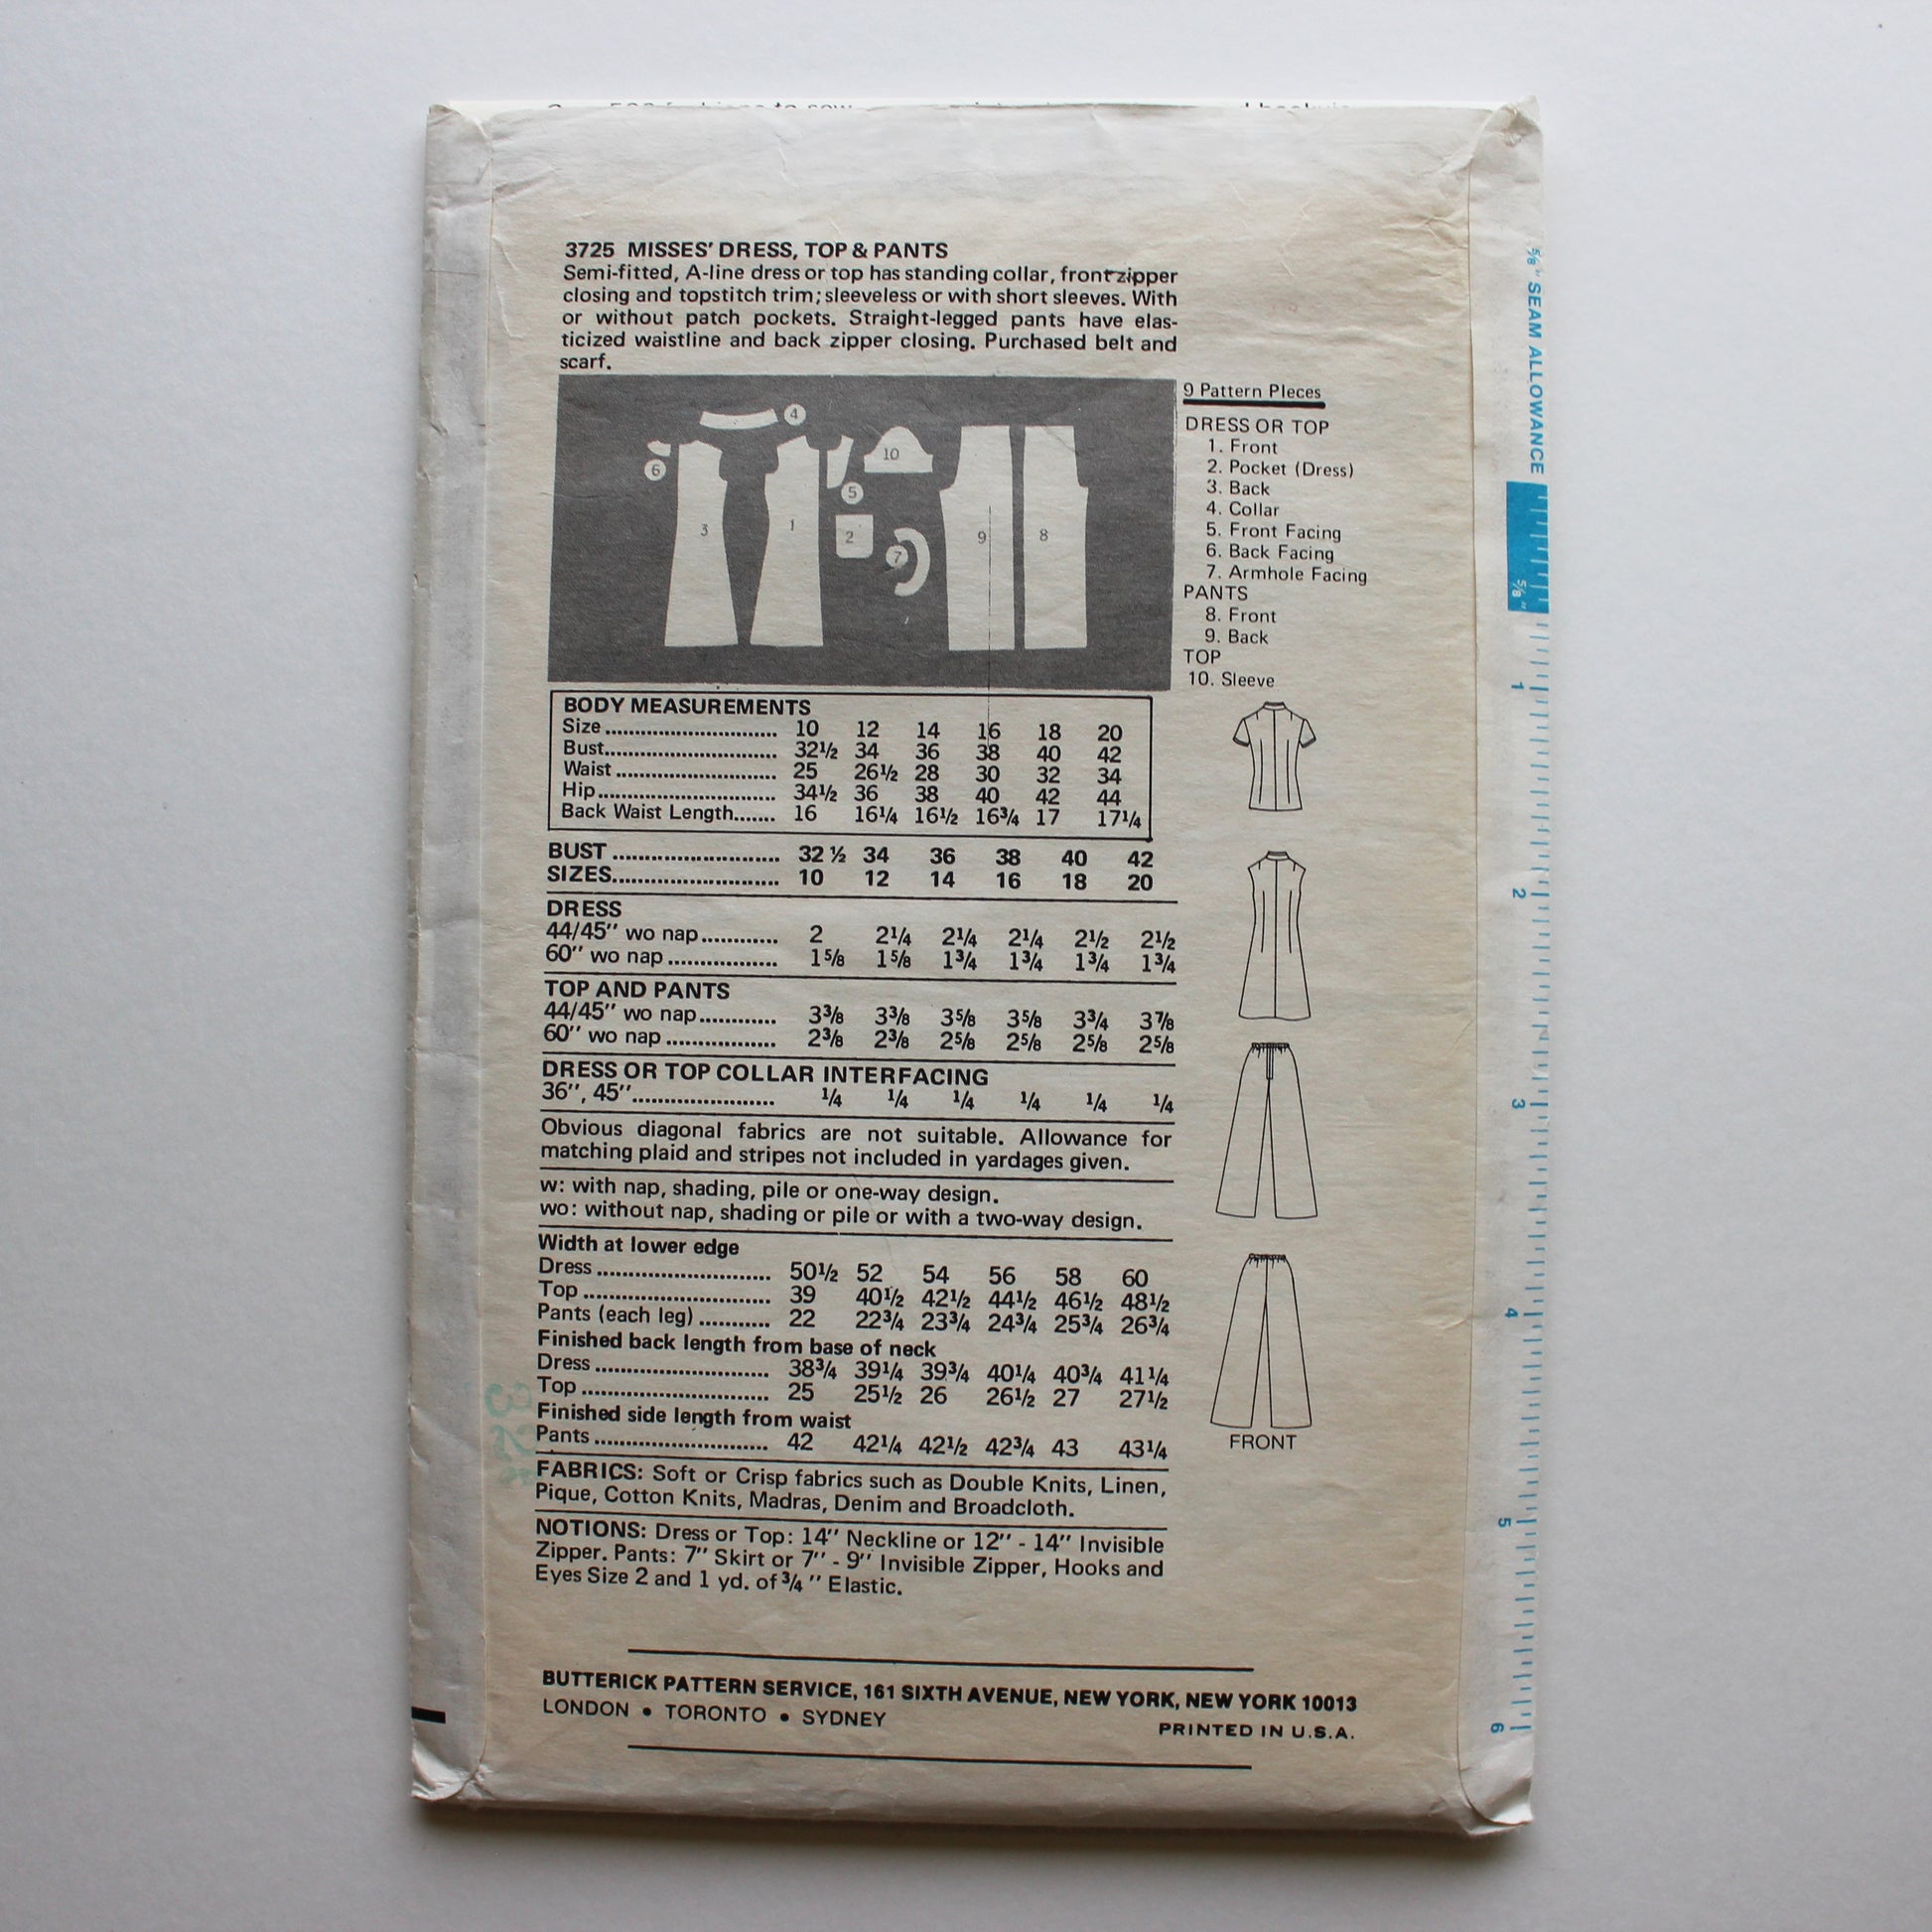 3725 MISSES' DRESS, TOP & PANTS
Semi-fitted, A-line dress or top has standing collar, front zipper
closing and topstitch trim; sleeveless or with short sleeves. With
or without patch pockets. Straight-legged pants have elas-
ticized waistline and back zipper closing. Purchased belt and
scarf.
4
6
10
5
3
1
2
7
9
8
9 Pattern Pieces
DRESS OR TOP
1. Front
2. Pocket (Dress)
3. Back
4. Collar
5. Front Facing
6. Back Facing
7. Armhole Facing
PANTS
8. Front
9. Back
TOP
10. Sleeve
BODY MEASUREMENTS
Size ............................ 10 12 14 16 18 20
Bust............................ 32½ 34 36 38 40 42
Waist .......................... 25 26½ 28 30 32 34
Hip............................. 34½ 36 38 40 42 44
Back Waist Length....... 16 16¼ 16½ 16¾ 17 17¼
BUST .......................... 32 ½ 34 36 38 40 42
SIZES.......................... 10 12 14 16 18 20
DRESS
44/45" wo nap............ 2 2¼ 2¼ 2¼ 2½ 2½
60" wo nap ................. 1⅝ 1⅝ 1¾ 1¾ 1¾ 1¾
TOP AND PANTS
44/45" wo nap............ 3⅜ 3⅜ 3⅝ 3⅝ 3¾ 3⅞
60" wo nap ................. 2⅜ 2⅜ 2⅝ 2⅝ 2⅝ 2⅝
DRESS OR TOP COLLAR INTERFACING
36", 45"....................... ¼ ¼ ¼ ¼ ¼ ¼
Obvious diagonal fabrics are not suitable. Allowance for
matching plaid and stripes not included in yardages given.
w: with nap, shading, pile or one-way design.
wo: without nap, shading or pile or with a two-way design.
Width at lower edge
Dress ............................ 50½ 52 54 56 58 60
Top .............................. 39 40½ 42½ 44½ 46½ 48½
Pants (each leg) ........... 22 22¾ 23¾ 24¾ 25¾ 26¾
Finished back length from base of neck
Dress ............................ 38¾ 39¼ 39¾ 40¼ 40¾ 41¼
Top .............................. 25 25½ 26 26½ 27 27½
Finished side length from waist
Pants ............................ 42 42¼ 42½ 42¾ 43 43¼
FABRICS: Soft or Crisp fabrics such as Double Knits, Linen,
Pique, Cotton Knits, Madras, Denim and Broadcloth.
NOTIONS: Dress or Top: 14" Neckline or 12" - 14" Invisible
Zipper. Pants: 7" Skirt or 7" - 9" Invisible Zipper, Hooks and
Eyes Size 2 and 1 yd. of ¾ " Elastic.
FRONT
BUTTERICK PATTERN SERVICE, 161 SIXTH AVENUE, NEW YORK, NEW YORK 10013
LONDON • TORONTO • SYDNEY
PRINTED IN U.S.A.
⅝" SEAM ALLOWANCE
⅝"
1
2
3
4
5
6